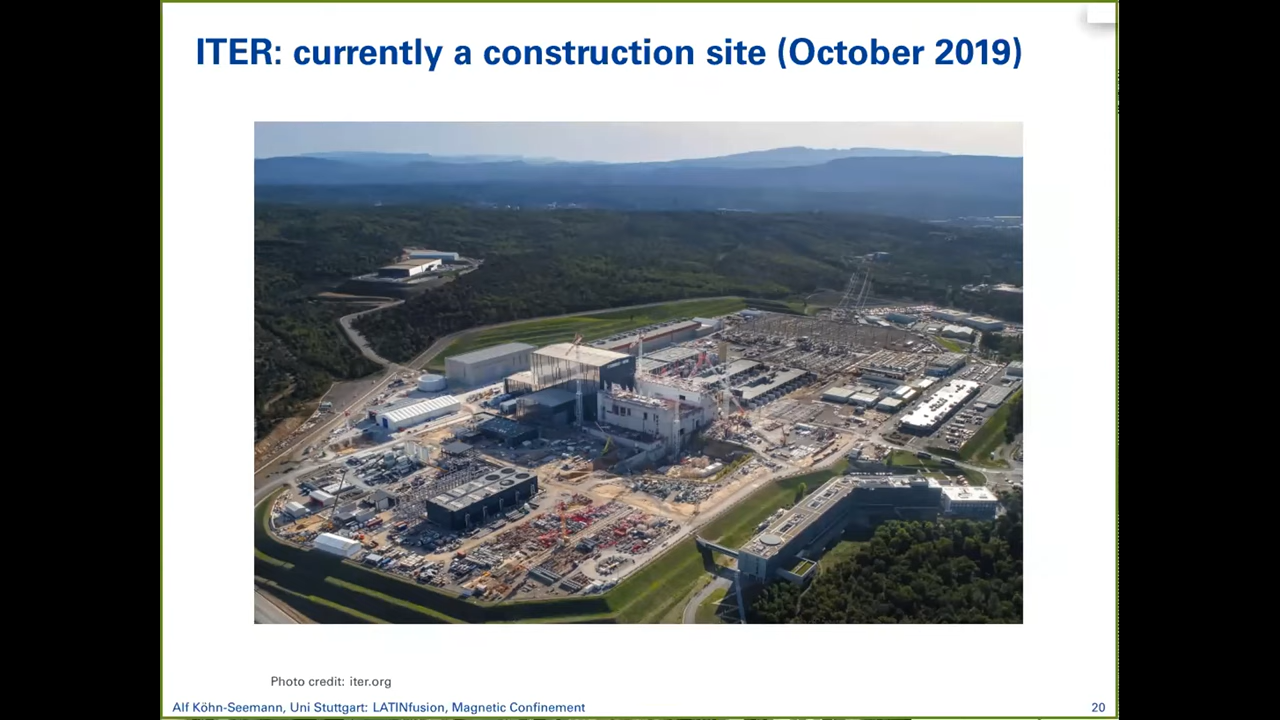 ITER: currently a construction site (October 2019)
Photo credit: iter.org
Alf Köhn-Seemann, Uni Stuttgart: LATINfusion, Magnetic Confinement
20